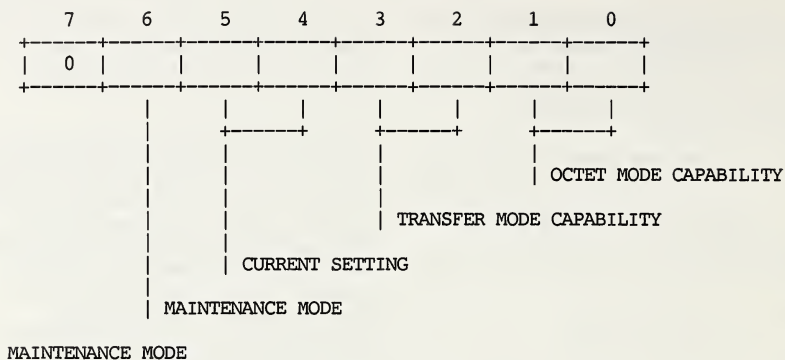 7 6 5 4 3 2 1 0
+-------+-------+-------+-------+-------+-------+-------+-------+
| 0 | | | | | | | |
+-------+-------+-------+-------+-------+-------+-------+-------+
| | | | | | |
| +-------+ +-------+ +-------+
| | | |
| | | | OCTET MODE CAPABILITY
| | |
| | | TRANSFER MODE CAPABILITY
| |
| | CURRENT SETTING
|
| MAINTENANCE MODE
MAINTENANCE MODE